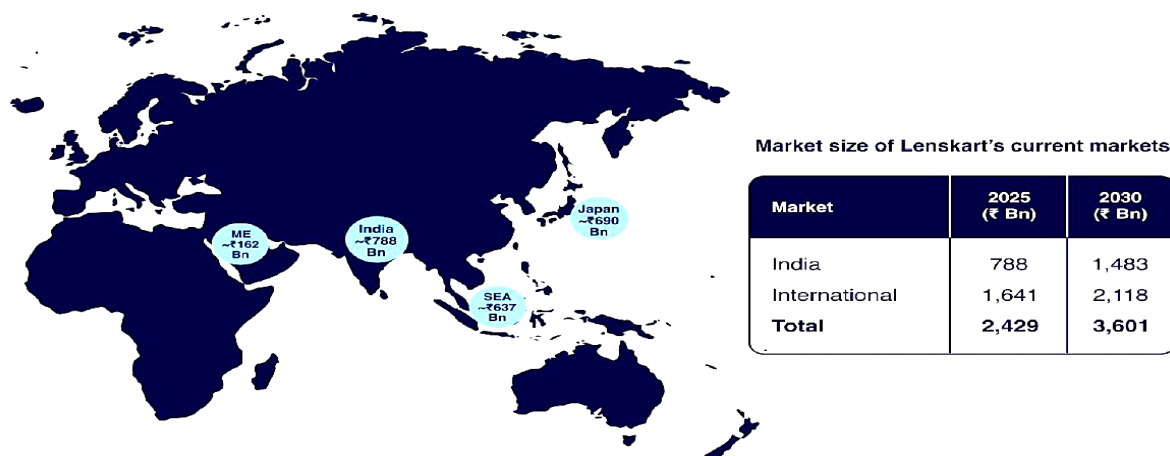 Market size of Lenskart's current markets
Market 2025 (₹ Bn) 2030 (₹ Bn)
India 788 1,483
International 1,641 2,118
Total 2,429 3,601
ME
~₹162
Bn
India
~₹788
Bn
Japan
~₹690
Bn
SEA
~₹637
Bn